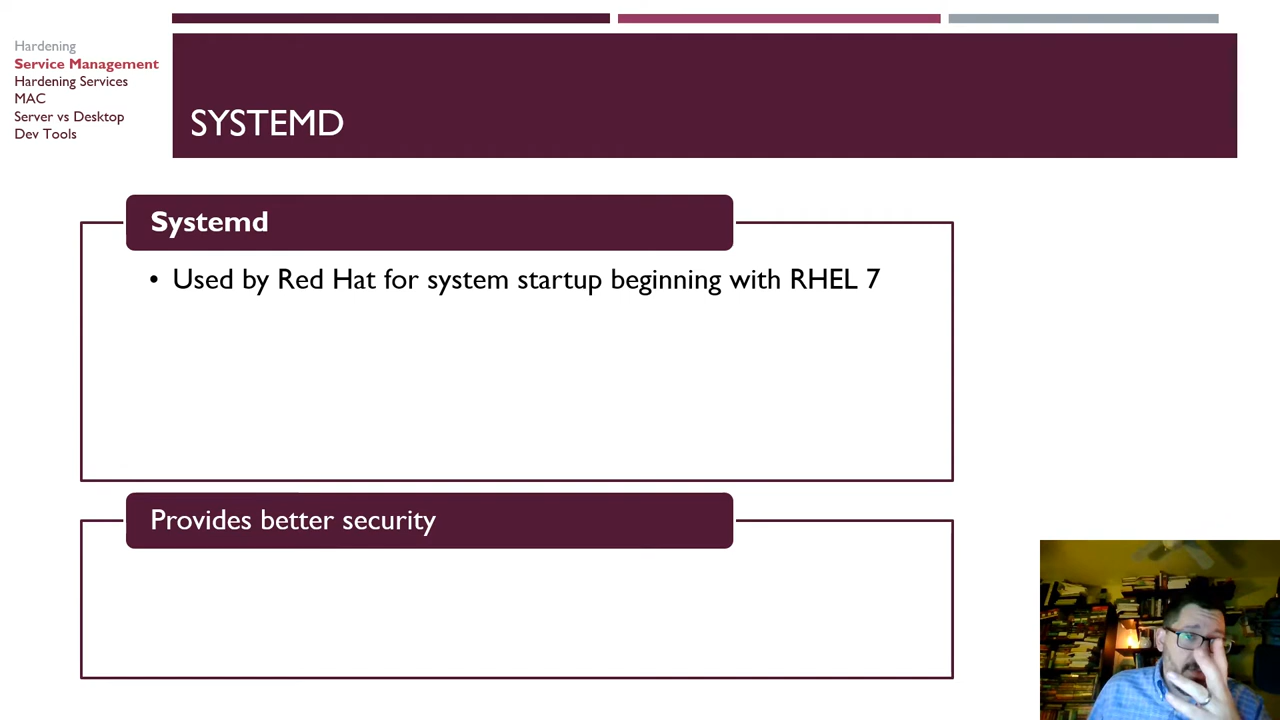 Hardening
Service Management
Hardening Services
MAC
Server vs Desktop
Dev Tools
SYSTEMD
Systemd
• Used by Red Hat for system startup beginning with RHEL 7
Provides better security